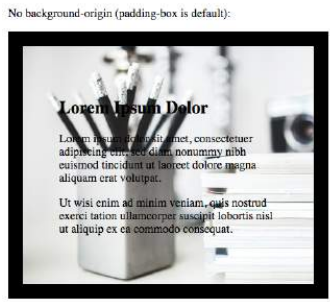 No background-origin (padding-box is default):
Lorem Ipsum Dolor
Lorem ipsum dolor sit amet, consectetuer
adipiscing elit, sed diam nonummy nibh
euismod tincidunt ut laoreet dolore magna
aliquam erat volutpat.
Ut wisi enim ad minim veniam, quis nostrud
exerci tation ullamcorper suscipit lobortis nisl
ut aliquip ex ea commodo consequat.